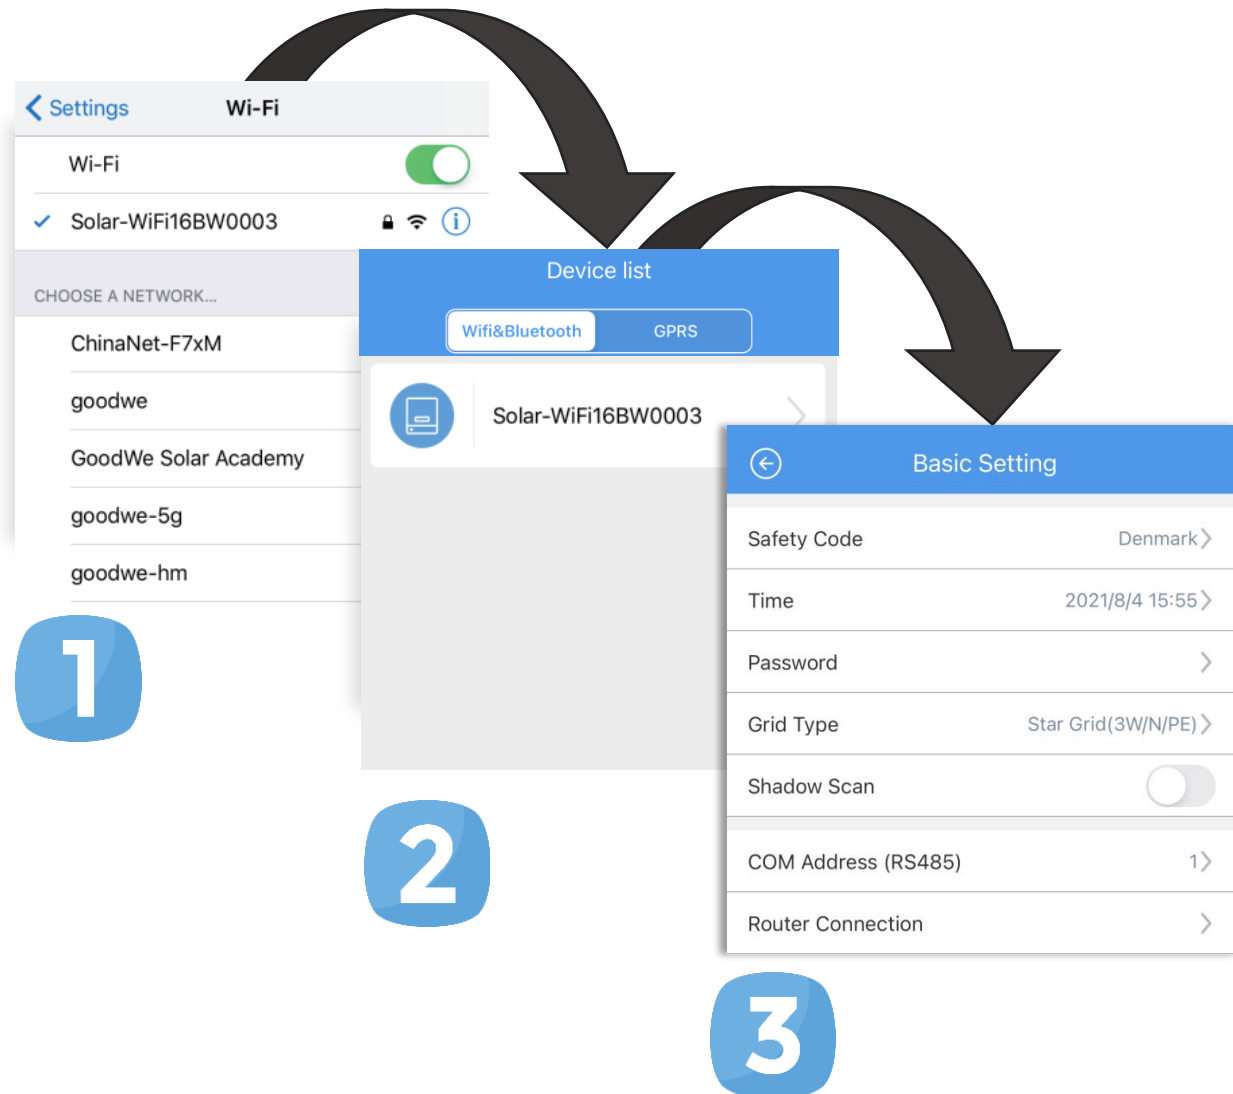 Settings Wi-Fi
Wi-Fi
Solar-WiFi16BW0003
CHOOSE A NETWORK...
ChinaNet-F7xM
goodwe
GoodWe Solar Academy
goodwe-5g
goodwe-hm
1
Device list
Wifi&Bluetooth GPRS
Solar-WiFi16BW0003
2
Basic Setting
Safety Code Denmark
Time 2021/8/4 15:55
Password
Grid Type Star Grid(3W/N/PE)
Shadow Scan
COM Address (RS485) 1
Router Connection
3